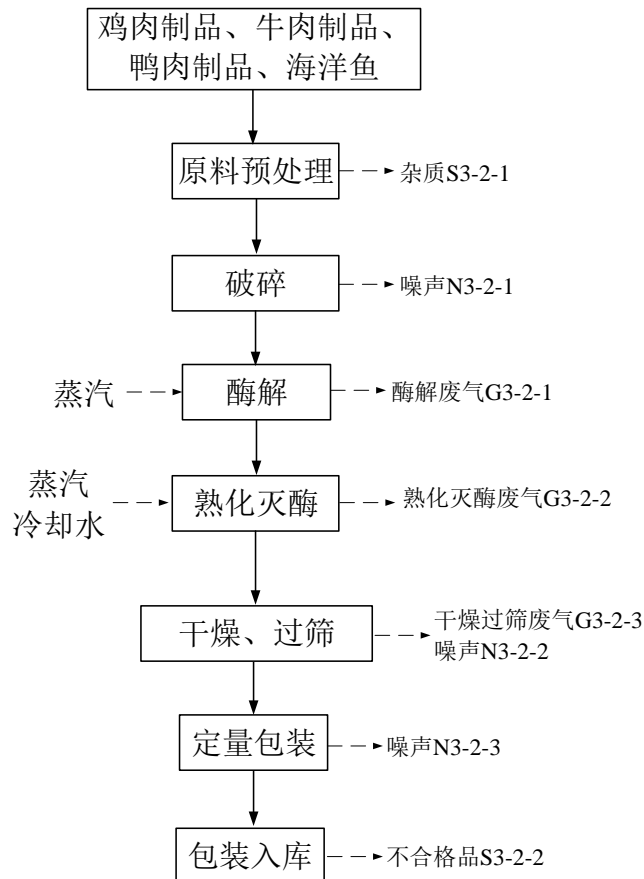 鸡肉制品、牛肉制品、
鸭肉制品、海洋鱼
原料预处理
杂质S3-2-1
破碎
噪声N3-2-1
蒸汽
酶解
酶解废气G3-2-1
蒸汽
冷却水
熟化灭酶
熟化灭酶废气G3-2-2
干燥、过筛
干燥过筛废气G3-2-3
噪声N3-2-2
定量包装
噪声N3-2-3
包装入库
不合格品S3-2-2